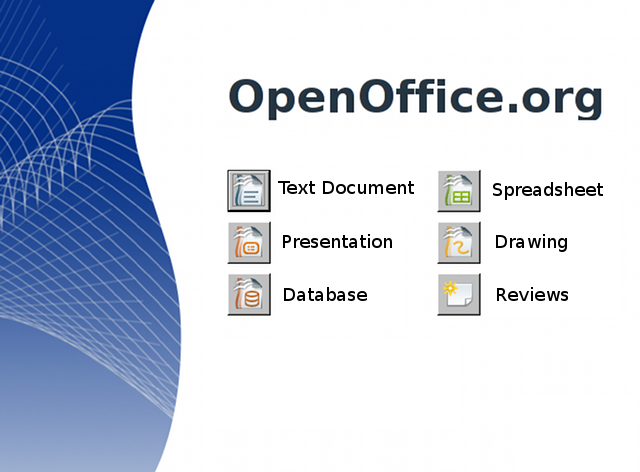 OpenOffice.org
Text Document
Spreadsheet
Presentation
Drawing
Database
Reviews